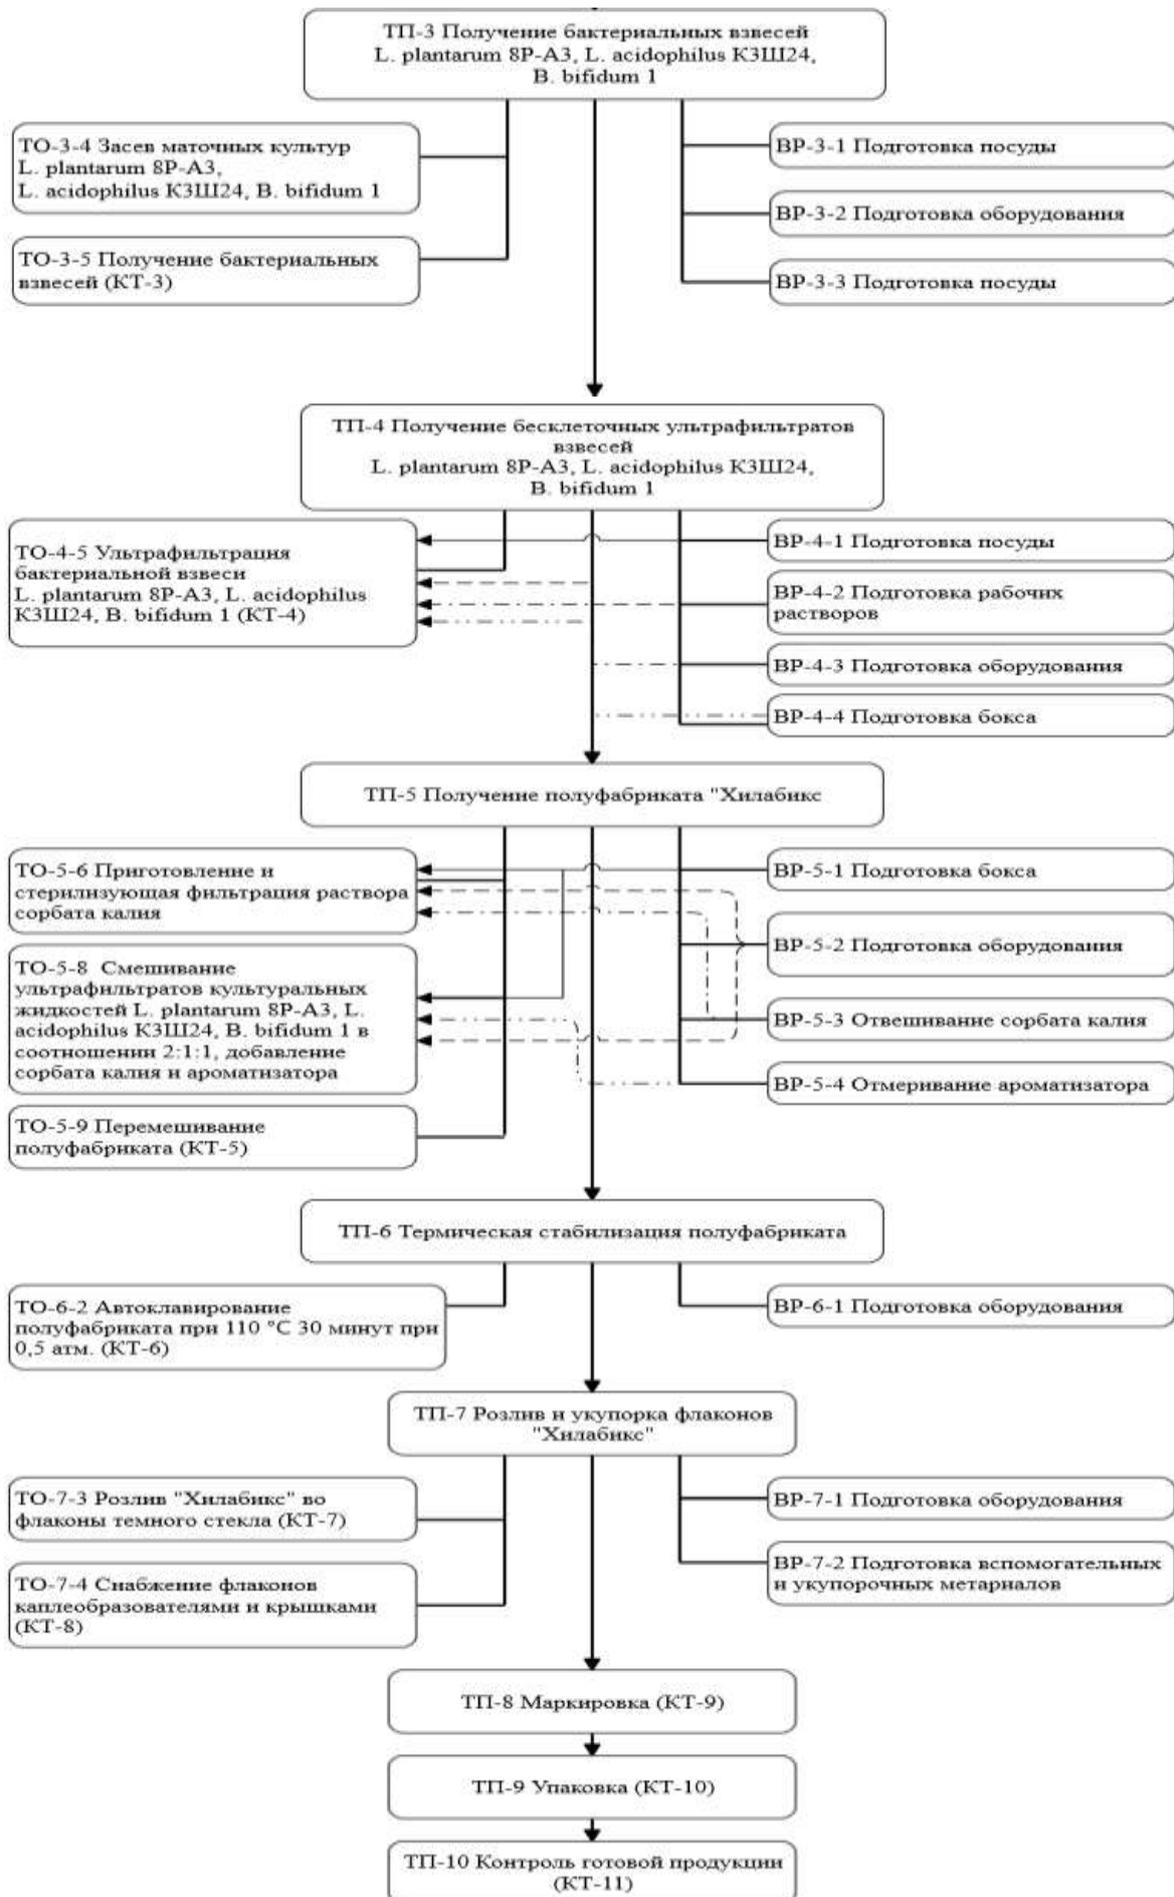 ТП-3 Получение бактериальных взвесей
L. plantarum 8Р-А3, L. acidophilus К3Ш24,
B. bifidum 1
ТО-3-4 Засев маточных культур
L. plantarum 8Р-А3,
L. acidophilus К3Ш24, B. bifidum 1
ТО-3-5 Получение бактериальных
взвесей (КТ-3)
ВР-3-1 Подготовка посуды
ВР-3-2 Подготовка оборудования
ВР-3-3 Подготовка посуды
ТП-4 Получение бесклеточных ультрафильтратов
взвесей
L. plantarum 8Р-А3, L. acidophilus К3Ш24,
B. bifidum 1
ТО-4-5 Ультрафильтрация
бактериальной взвеси
L. plantarum 8Р-А3, L. acidophilus
К3Ш24, B. bifidum 1 (КТ-4)
ВР-4-1 Подготовка посуды
ВР-4-2 Подготовка рабочих
растворов
ВР-4-3 Подготовка оборудования
ВР-4-4 Подготовка бокса
ТП-5 Получение полуфабриката "Хилабикс
ТО-5-6 Приготовление и
стерилизующая фильтрация раствора
сорбата калия
ТО-5-8 Смешивание
ультрафильтратов культуральных
жидкостей L. plantarum 8Р-А3, L.
acidophilus К3Ш24, B. bifidum 1 в
соотношении 2:1:1, добавление
сорбата калия и ароматизатора
ТО-5-9 Перемешивание
полуфабриката (КТ-5)
ВР-5-1 Подготовка бокса
ВР-5-2 Подготовка оборудования
ВР-5-3 Отвешивание сорбата калия
ВР-5-4 Отмеривание ароматизатора
ТП-6 Термическая стабилизация полуфабриката
ТО-6-2 Автоклавирование
полуфабриката при 110 °С 30 минут при
0,5 атм. (КТ-6)
ВР-6-1 Подготовка оборудования
ТП-7 Розлив и укупорка флаконов
"Хилабикс"
ТО-7-3 Розлив "Хилабикс" во
флаконы темного стекла (КТ-7)
ТО-7-4 Снабжение флаконов
каплеобразователями и крышками
(КТ-8)
ВР-7-1 Подготовка оборудования
ВР-7-2 Подготовка вспомогательных
и укупорочных метариалов
ТП-8 Маркировка (КТ-9)
ТП-9 Упаковка (КТ-10)
ТП-10 Контроль готовой продукции
(КТ-11)